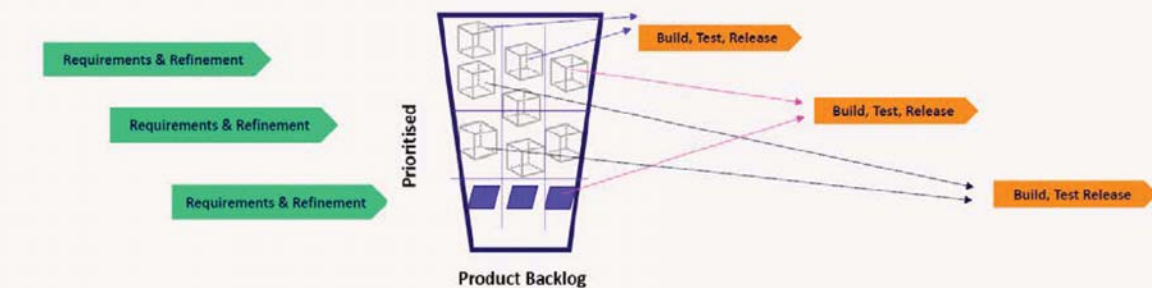 Requirements & Refinement
Requirements & Refinement
Requirements & Refinement
Prioritised
Product Backlog
Build, Test, Release
Build, Test, Release
Build, Test Release